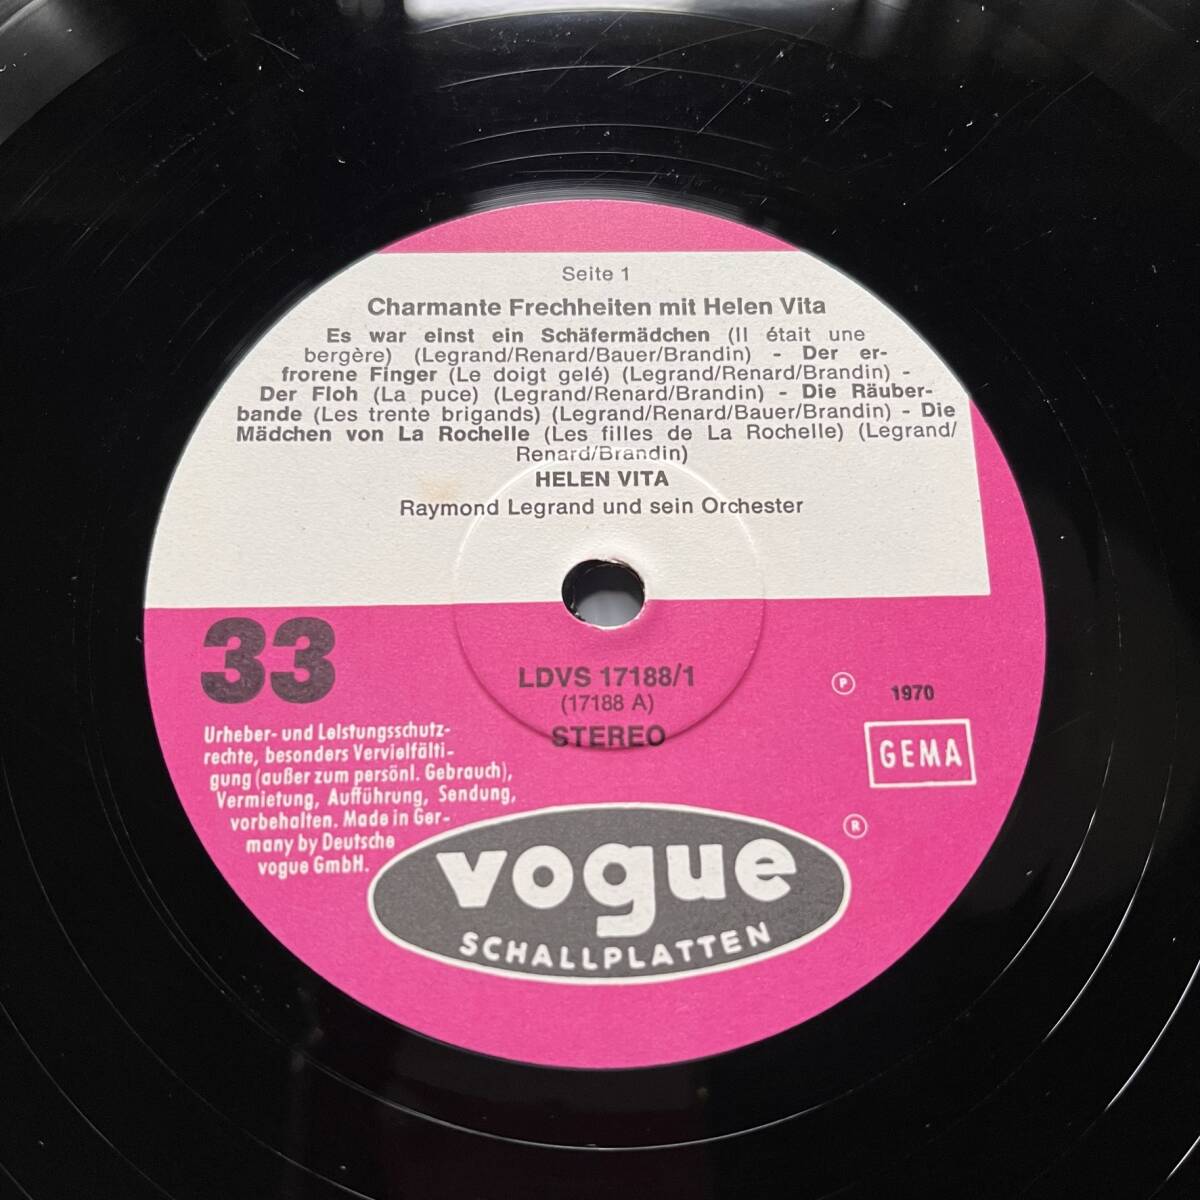 Seite 1
Charmante Frechheiten mit Helen Vita
Es war einst ein Schäfermädchen (Il était une
bergère) (Legrand/Renard/Bauer/Brandin) - Der er-
frorene Finger (Le doigt gelé) (Legrand/Renard/Brandin) -
Der Floh (La puce) (Legrand/Renard/Brandin) - Die Räuber-
bande (Les trente brigands) (Legrand/Renard/Bauer/Brandin) - Die
Mädchen von La Rochelle (Les filles de La Rochelle) (Legrand/
Renard/Brandin)
HELEN VITA
Raymond Legrand und sein Orchester
33
LDVS 17188/1
(17188 A)
STEREO
Ⓟ 1970
GEMA
Urheber- und Leistungsschutz-
rechte, besonders Vervielfälti-
gung (außer zum persönl. Gebrauch),
Vermietung, Aufführung, Sendung,
vorbehalten. Made in Ger-
many by Deutsche
vogue GmbH.
®
vogue
SCHALLPLATTEN